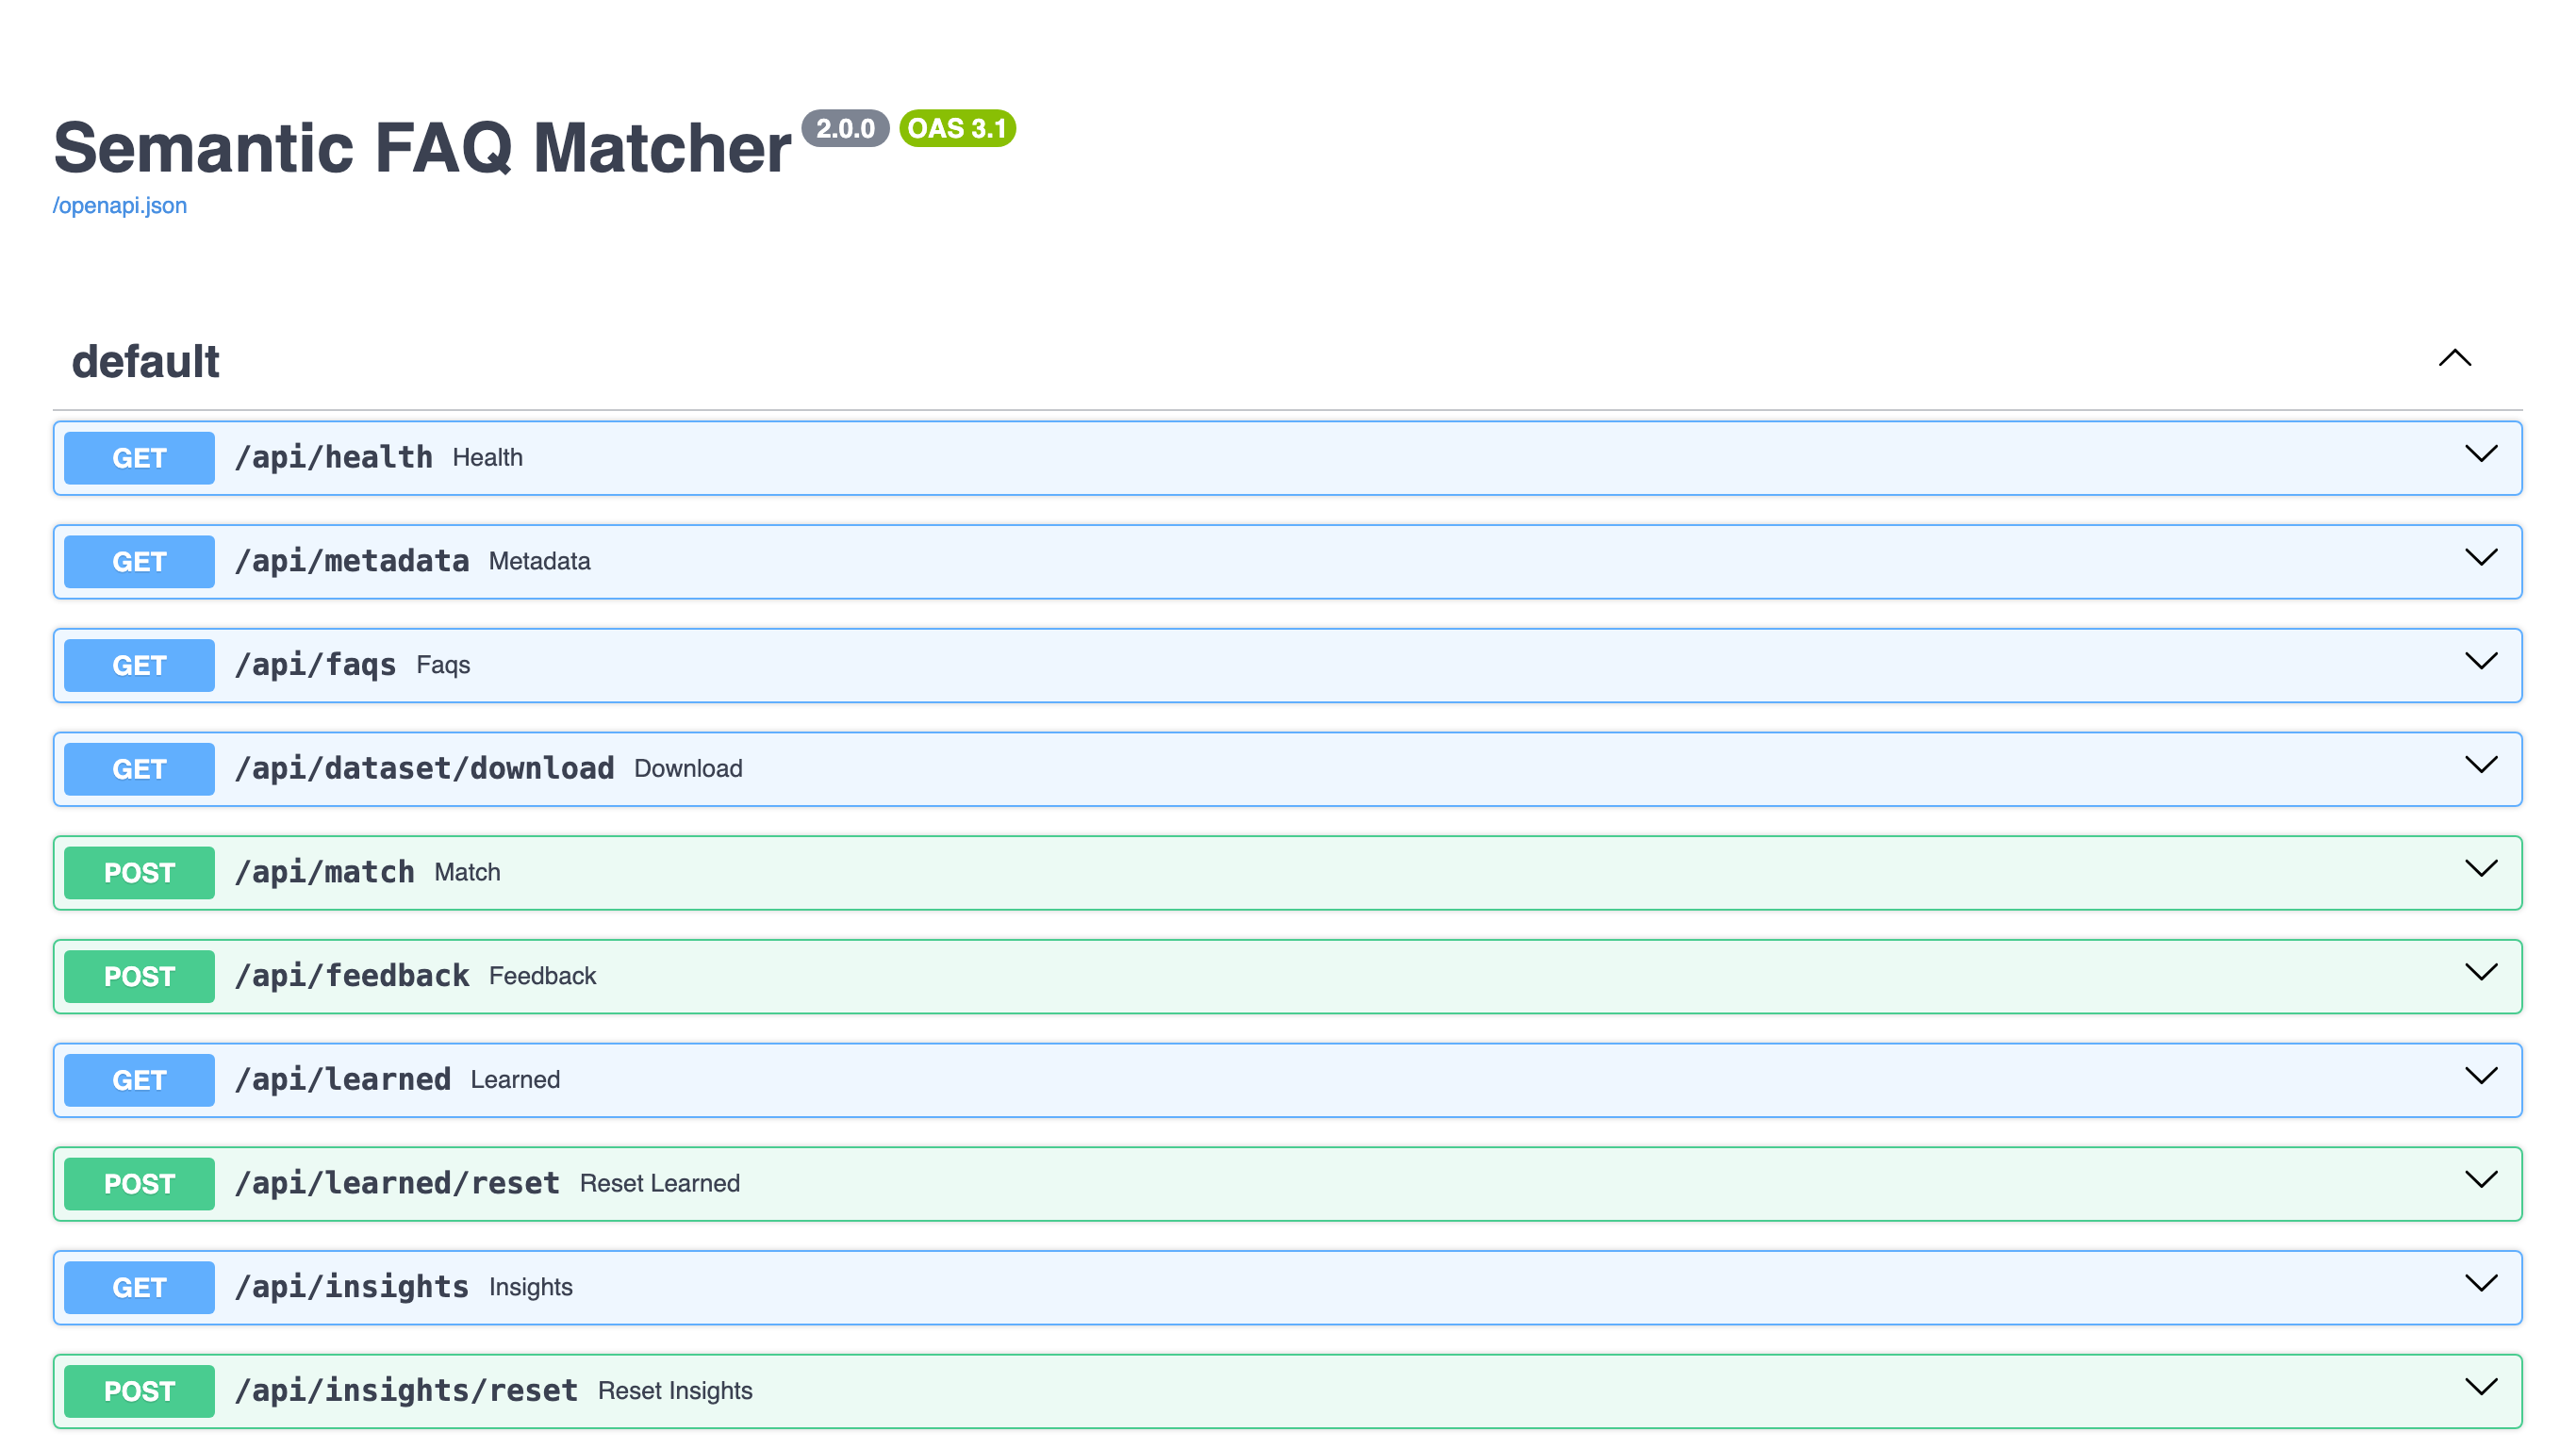 Semantic FAQ Matcher 2.0.0 OAS 3.1
/openapi.json
default
GET /api/health Health
GET /api/metadata Metadata
GET /api/faqs Faqs
GET /api/dataset/download Download
POST /api/match Match
POST /api/feedback Feedback
GET /api/learned Learned
POST /api/learned/reset Reset Learned
GET /api/insights Insights
POST /api/insights/reset Reset Insights